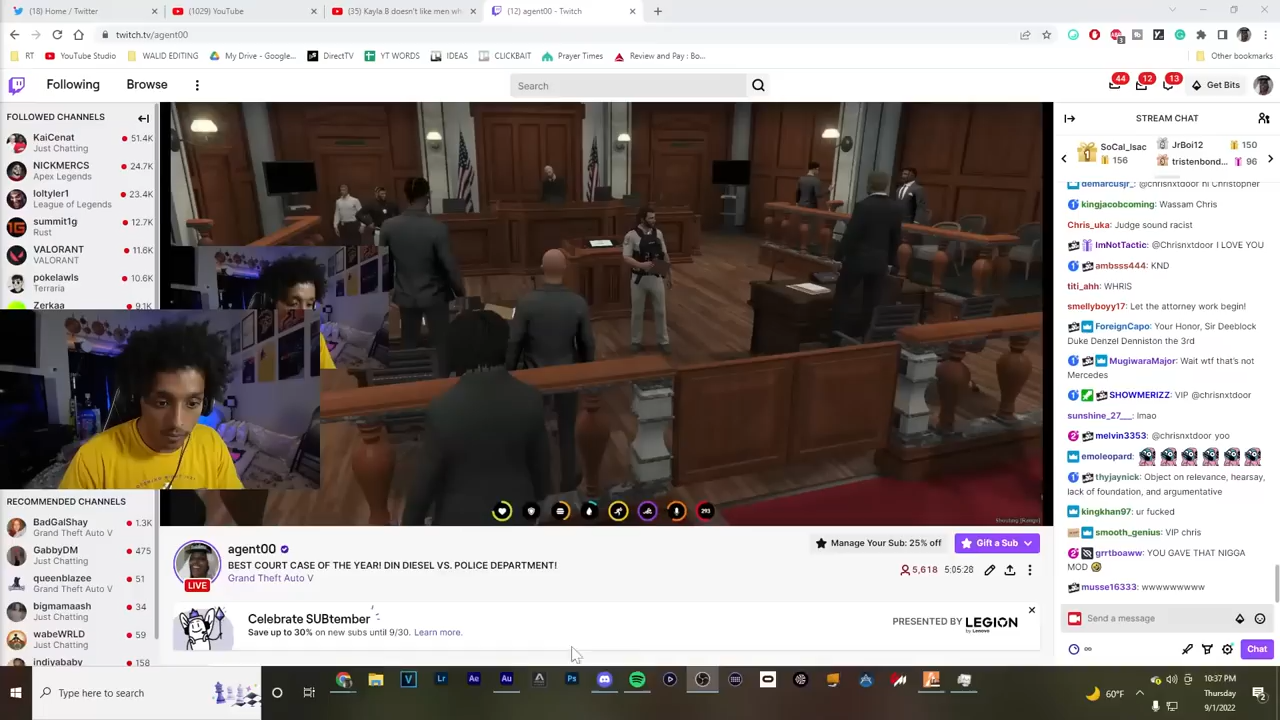 (18) Home / Twitter
(1029) YouTube
(35) Kayla 8 doesn't like men wh
(12) agent00 - Twitch
twitch.tv/agent00
RT
YouTube Studio
WALID EDITING
My Drive - Google...
DirectTV
YT WORDS
IDEAS
CLICKBAIT
Prayer Times
Review and Pay : Bo...
Other bookmarks
Following
Browse
Search
44
12
13
Get Bits
FOLLOWED CHANNELS
KaiCenat
51.4K
Just Chatting
NICKMERCS
24.7K
Apex Legends
loltyler1
23.4K
League of Legends
summit1g
12.7K
Rust
VALORANT
11.6K
VALORANT
pokelawls
10.6K
Terraria
Zerkaa
9.1K
RECOMMENDED CHANNELS
BadGalShay
1.3K
Grand Theft Auto V
GabbyDM
475
Just Chatting
queenblazee
51
Grand Theft Auto V
bigmamaash
34
Just Chatting
wabeWRLD
59
Just Chatting
indiyababy
158
293
agent00
LIVE
BEST COURT CASE OF THE YEAR! DIN DIESEL VS. POLICE DEPARTMENT!
Grand Theft Auto V
Manage Your Sub: 25% off
Gift a Sub
5,618
5:05:28
Celebrate SUBtember
Save up to 30% on new subs until 9/30. Learn more.
PRESENTED BY LEGION
by Lenovo
STREAM CHAT
SoCal_Isac
156
JrBoi12
150
tristenbond...
96
demarcusjr_: @chrisnxtdoor hi Christopher
kingjacobcoming: Wassam Chris
Chris_uka: Judge sound racist
ImNotTactic: @Chrisnxtdoor I LOVE YOU
ambsss444: KND
titi_ahh: WHRIS
smellyboyy17: Let the attorney work begin!
ForeignCapo: Your Honor, Sir Deeblock
Duke Denzel Denniston the 3rd
MugiwaraMajor: Wait wtf that's not
Mercedes
SHOWMERIZZ: VIP @chrisnxtdoor
sunshine_27___: lmao
melvin3353: @chrisnxtdoor yoo
emoleopard:
thyjaynick: Object on relevance, hearsay,
lack of foundation, and argumentative
kingkhan97: ur fucked
smooth_genius: VIP chris
grrtboaww: YOU GAVE THAT NIGGA
MOD
musse16333: wwwwwwwww
Send a message
Chat
Type here to search
60°F
10:37 PM
Thursday
9/1/2022
2